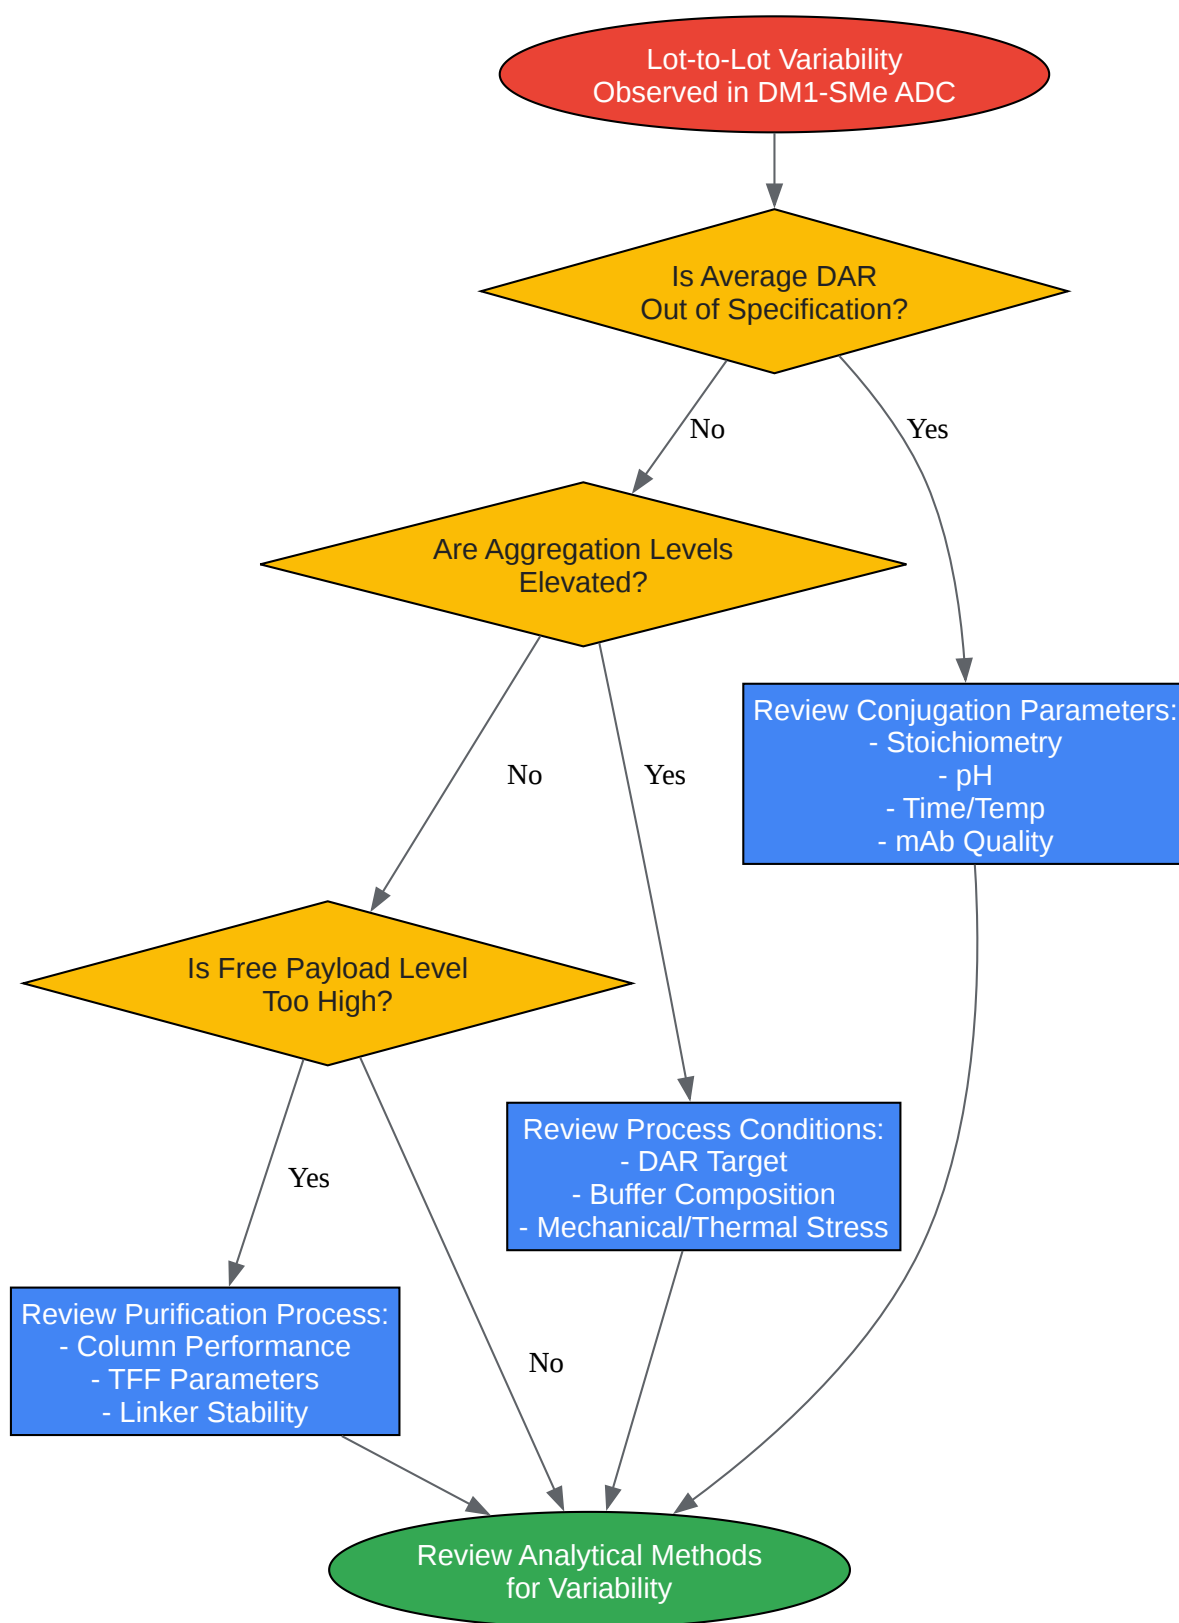 Lot-to-Lot Variability
Observed in DM1-SMe ADC
Is Average DAR
Out of Specification?
No
Yes
Are Aggregation Levels
Elevated?
No
Yes
Review Conjugation Parameters:
- Stoichiometry
- pH
- Time/Temp
- mAb Quality
Is Free Payload Level
Too High?
Review Process Conditions:
- DAR Target
- Buffer Composition
- Mechanical/Thermal Stress
Yes
No
Review Purification Process:
- Column Performance
- TFF Parameters
- Linker Stability
Review Analytical Methods
for Variability